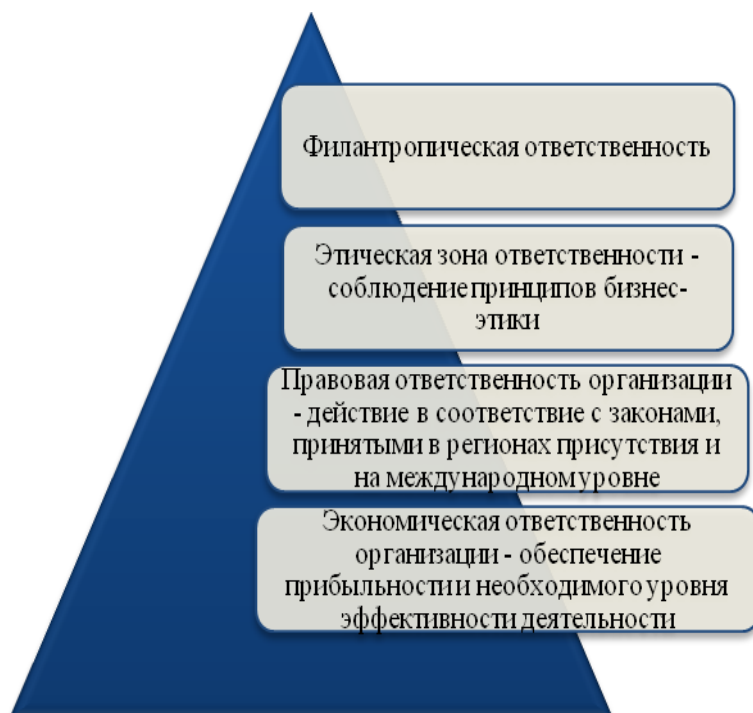 Филантропическая ответственность
Этическая зона ответственности -
соблюдение принципов бизнес-
этики
Правовая ответственность организации
- действие в соответствие с законами,
принятыми в регионах присутствия и
на международном уровне
Экономическая ответственность
организации - обеспечение
прибыльности и необходимого уровня
эффективности деятельности